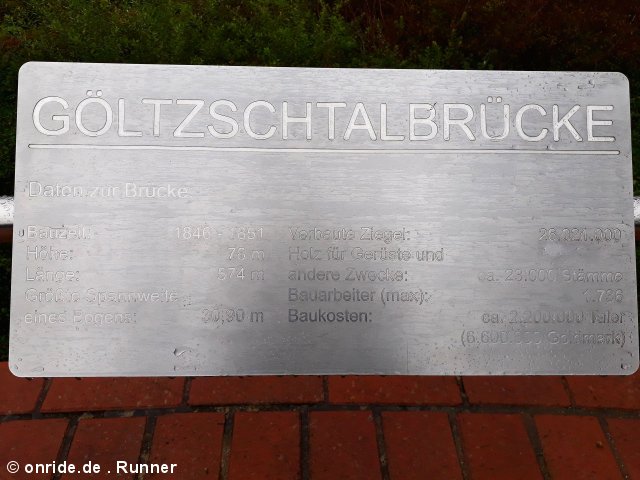 GÖLTZSCHTALBRÜCKE
Daten zur Brücke
Bauzeit: 1846 - 1851
Höhe: 78 m
Länge: 574 m
Größte Spannweite
eines Bogens: 30,90 m
Verbaute Ziegel: 26.021.000
Holz für Gerüste und
andere Zwecke: ca. 23.000 Stämme
Bauarbeiter (max): 1.736
Baukosten: ca. 2.200.000 Taler
(6.600.000 Goldmark)
© onride.de . Runner